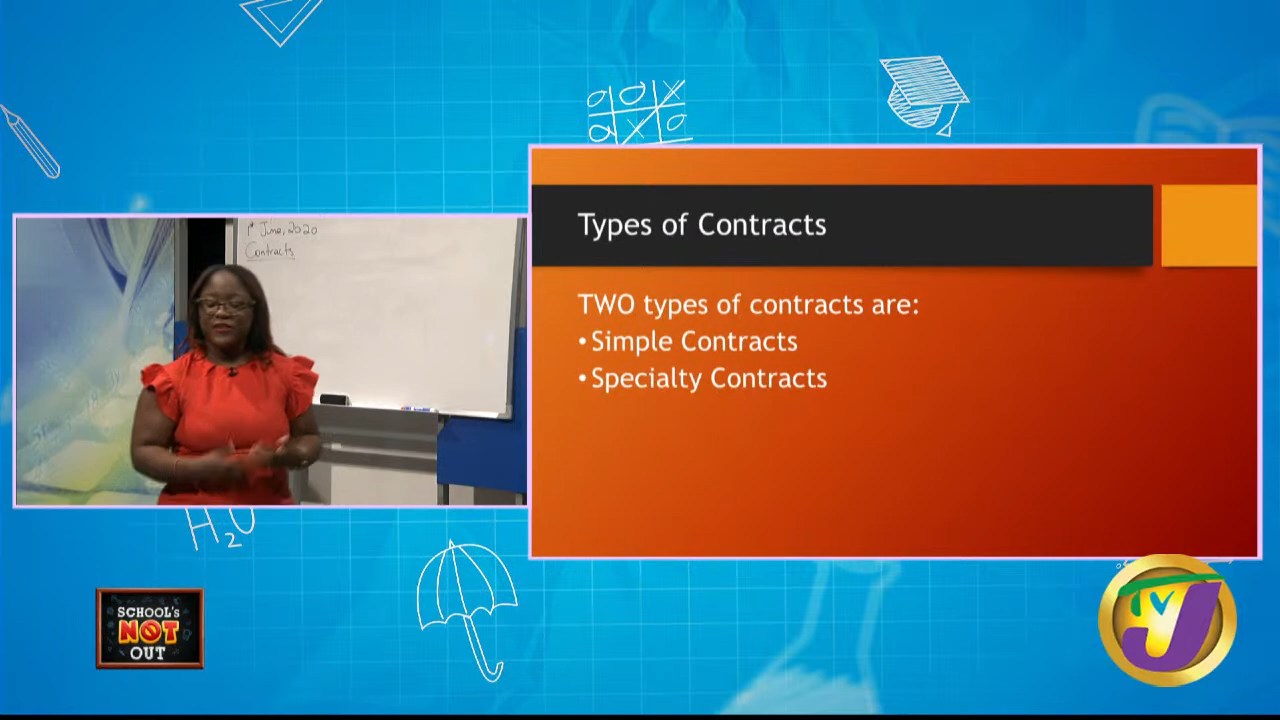 O O X
O X O
1st June, 2020
Contracts
Types of Contracts
TWO types of contracts are:
• Simple Contracts
• Specialty Contracts
H2O
SCHOOL'S
NOT
OUT
TVJ